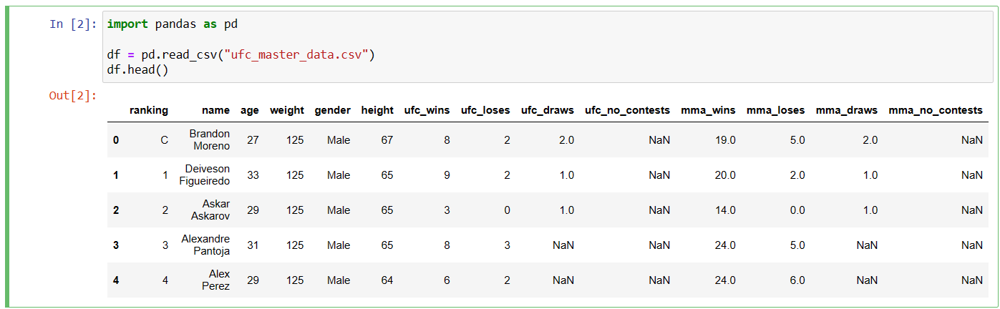 In [2]: import pandas as pd
df = pd.read_csv("ufc_master_data.csv")
df.head()
Out[2]:
ranking name age weight gender height ufc_wins ufc_loses ufc_draws ufc_no_contests mma_wins mma_loses mma_draws mma_no_contests
0 C Brandon Moreno 27 125 Male 67 8 2 2.0 NaN 19.0 5.0 2.0 NaN
1 1 Deiveson Figueiredo 33 125 Male 65 9 2 1.0 NaN 20.0 2.0 1.0 NaN
2 2 Askar Askarov 29 125 Male 65 3 0 1.0 NaN 14.0 0.0 1.0 NaN
3 3 Alexandre Pantoja 31 125 Male 65 8 3 NaN NaN 24.0 5.0 NaN NaN
4 4 Alex Perez 29 125 Male 64 6 2 NaN NaN 24.0 6.0 NaN NaN